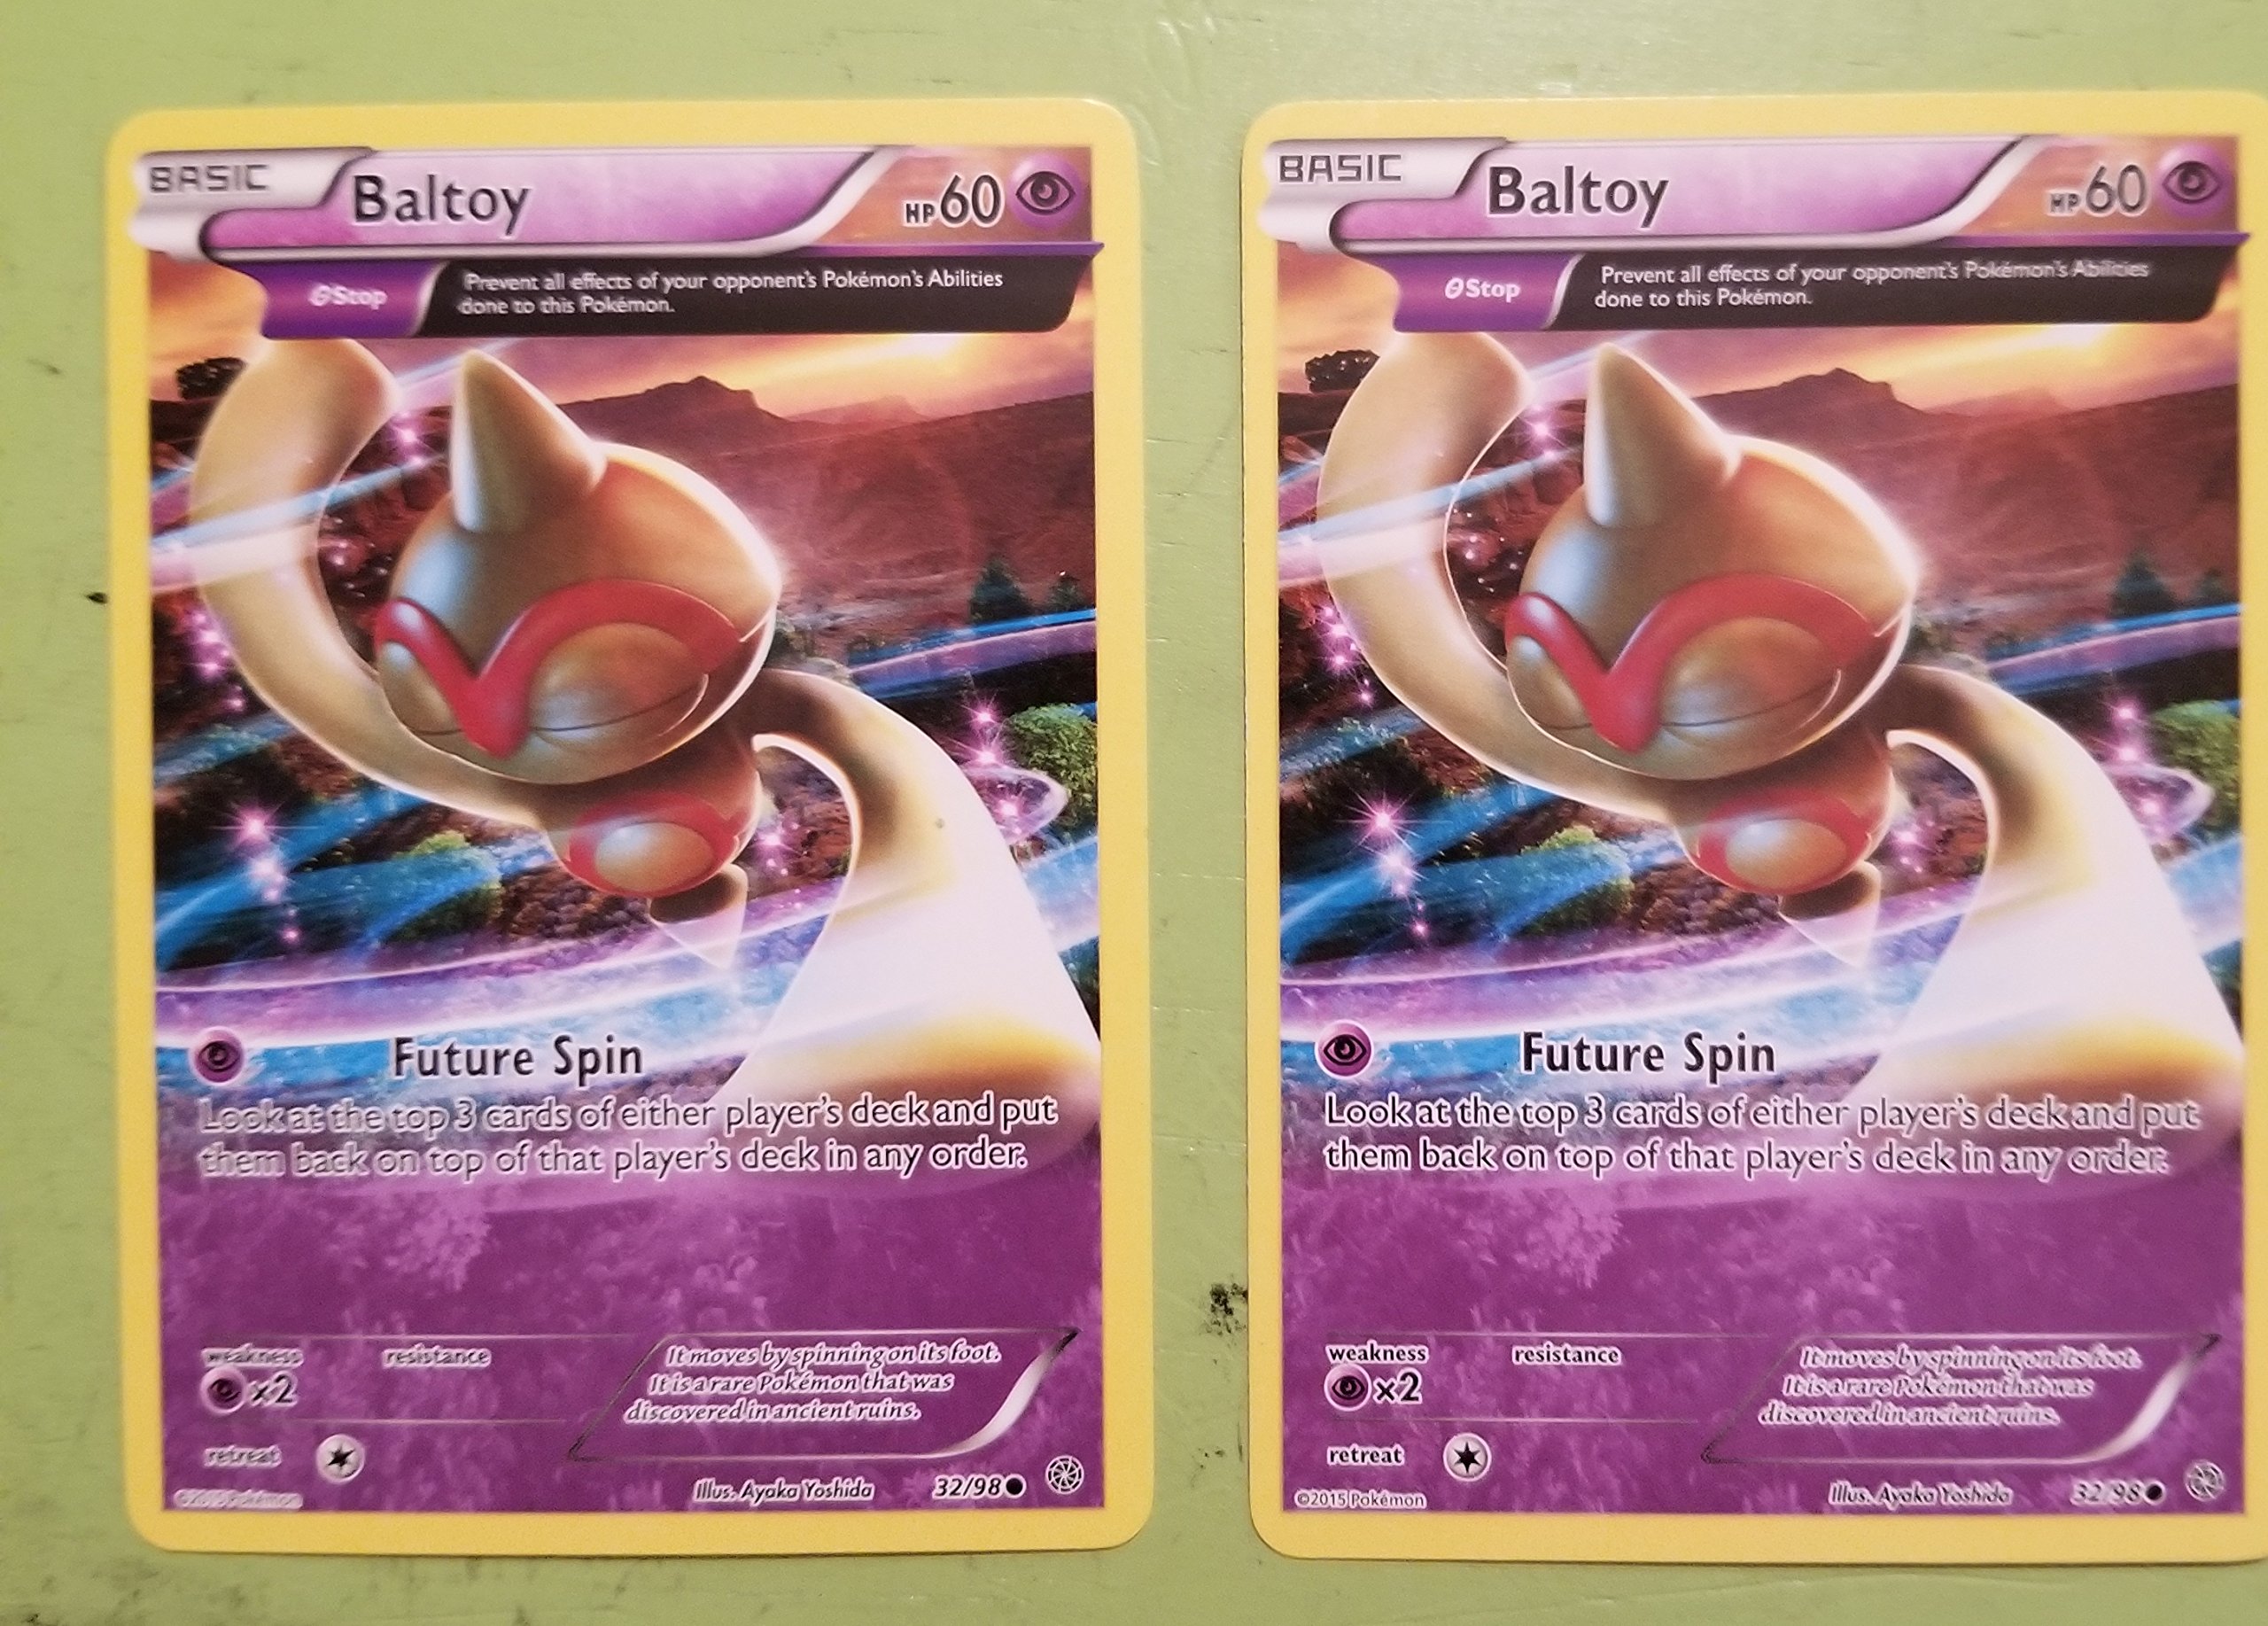 BASIC Baltoy HP60
θStop Prevent all effects of your opponent's Pokémon's Abilities
done to this Pokémon.
Future Spin
Look at the top 3 cards of either player's deck and put
them back on top of that player's deck in any order.
weakness resistance
x2
retreat
It moves by spinning on its foot.
It is a rare Pokémon that was
discovered in ancient ruins.
©2015 Pokémon
Illus. Ayaka Yoshida 32/98
BASIC Baltoy HP60
θStop Prevent all effects of your opponent's Pokémon's Abilities
done to this Pokémon.
Future Spin
Look at the top 3 cards of either player's deck and put
them back on top of that player's deck in any order.
weakness resistance
x2
retreat
It moves by spinning on its foot.
It is a rare Pokémon that was
discovered in ancient ruins.
©2015 Pokémon
Illus. Ayaka Yoshida 32/98